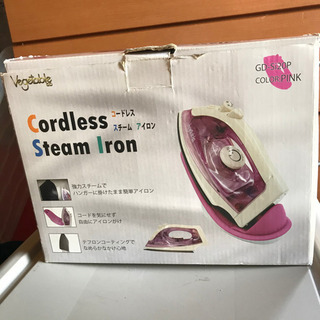 Vegetable
GD-SI20P
COLOR PINK
Cordless コードレス
スチーム アイロン
Steam Iron
強力スチームで
ハンガーに掛けたまま簡単アイロン
コードを気にせず
自由にアイロンがけ
テフロンコーティングで
なめらかなかけ心地